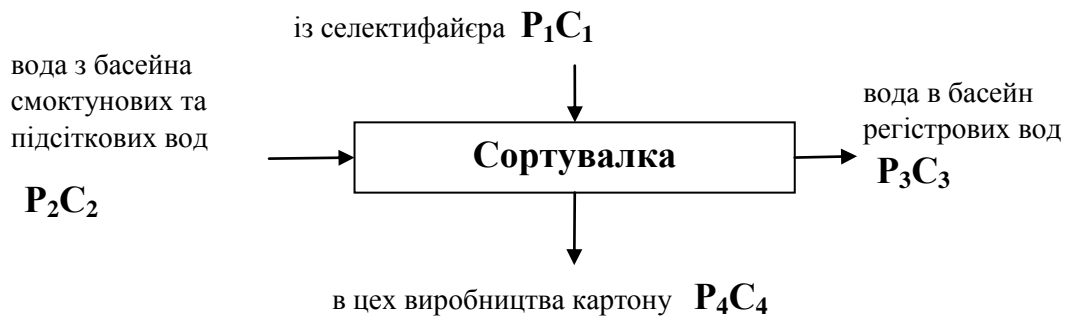 із селектифайєра P₁C₁
вода з басейна
смоктунових та
підсіткових вод
P₂C₂
Сортувалка
вода в басейн
регістрових вод
P₃C₃
в цех виробництва картону P₄C₄